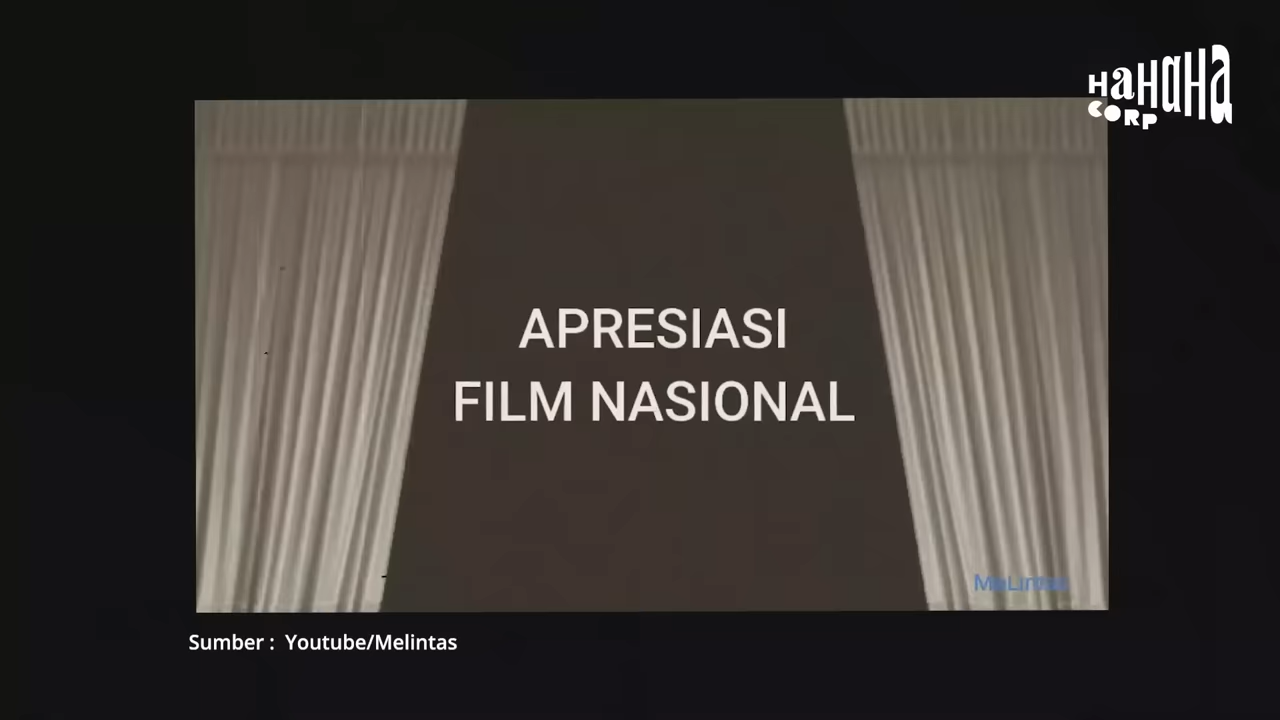 HaHaHa
CORP
APRESIASI
FILM NASIONAL
MeLintas
Sumber : Youtube/Melintas